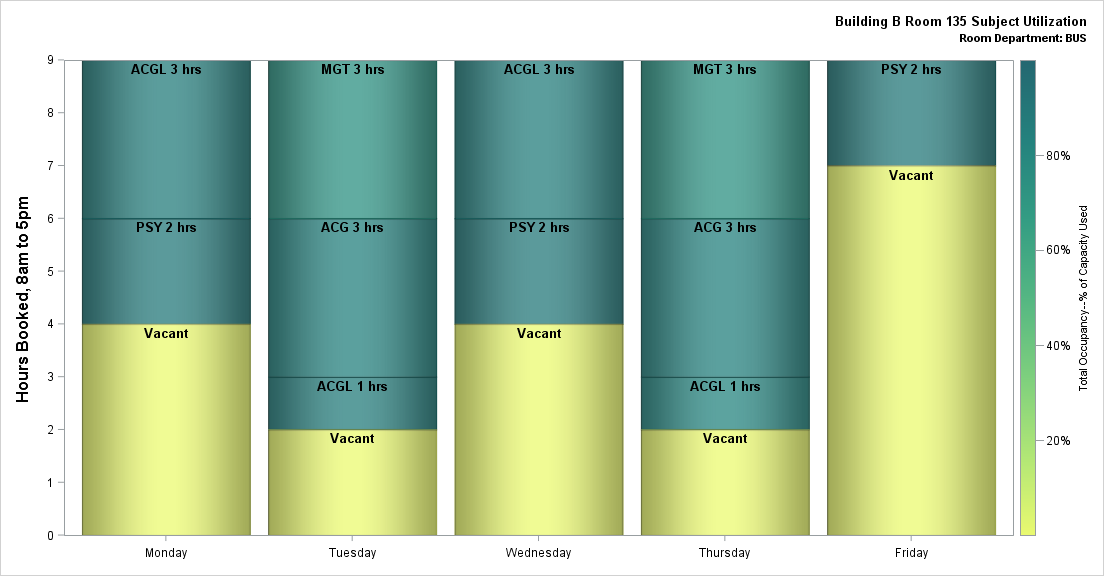 Building B Room 135 Subject Utilization
Room Department: BUS
Hours Booked, 8am to 5pm
9
8
7
6
5
4
3
2
1
0
ACGL 3 hrs
PSY 2 hrs
Vacant
MGT 3 hrs
ACG 3 hrs
ACGL 1 hrs
Vacant
ACGL 3 hrs
PSY 2 hrs
Vacant
MGT 3 hrs
ACG 3 hrs
ACGL 1 hrs
Vacant
PSY 2 hrs
Vacant
Monday
Tuesday
Wednesday
Thursday
Friday
80%
60%
40%
20%
Total Occupancy--% of Capacity Used